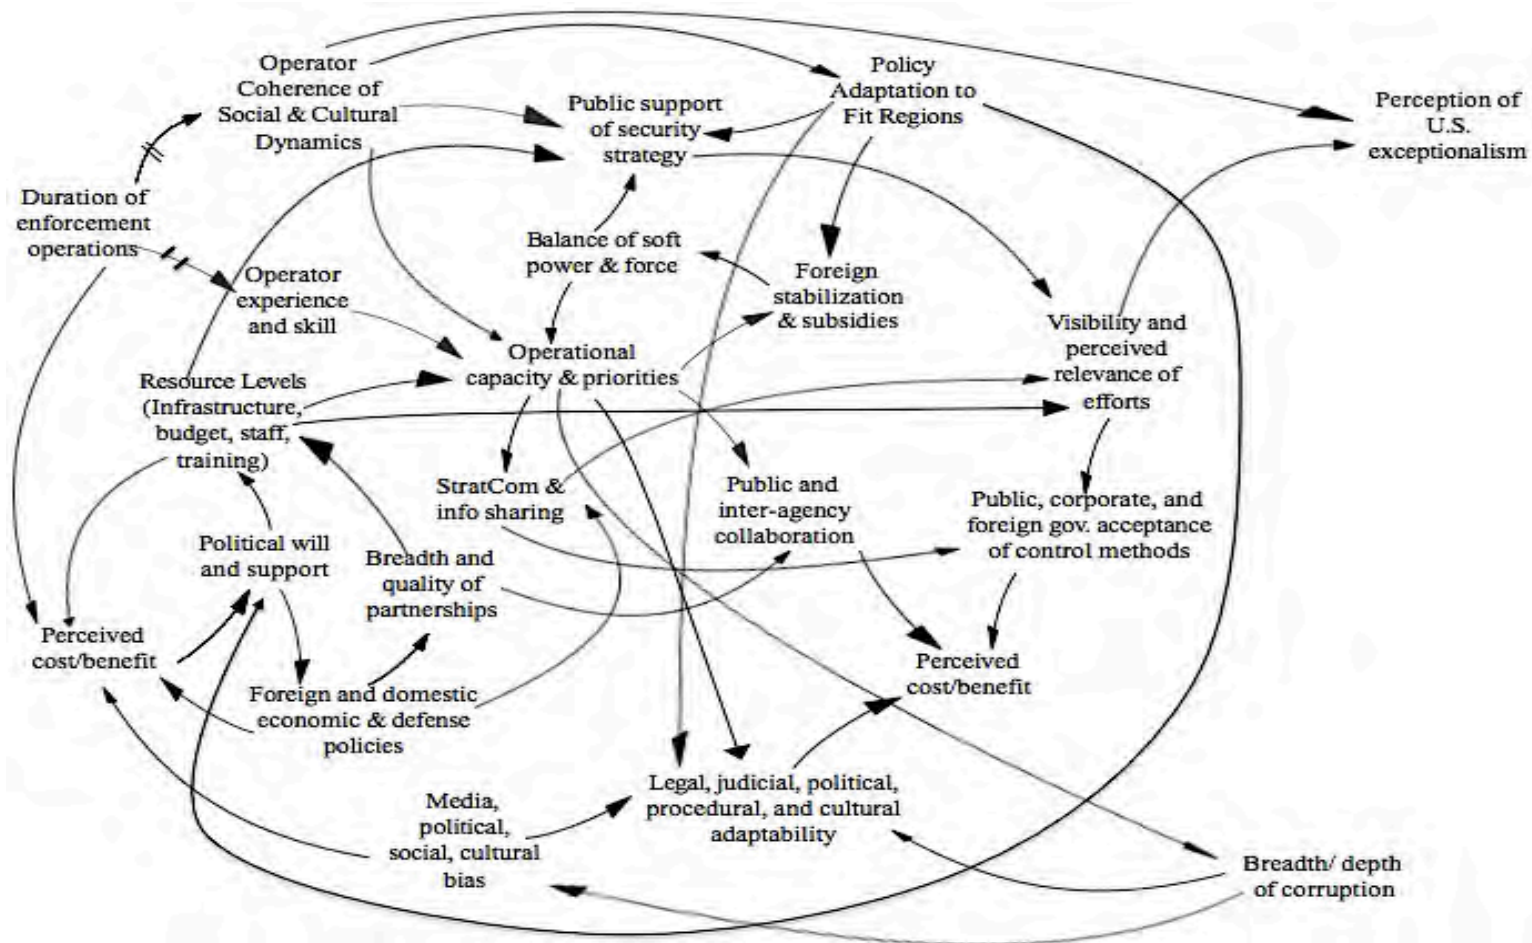 Operator
Coherence of
Social & Cultural
Dynamics
Policy
Adaptation to
Fit Regions
Perception of
U.S.
exceptionalism
Public support
of security
strategy
Duration of
enforcement
operations
Balance of soft
power & force
Operator
experience
and skill
Foreign
stabilization
& subsidies
Visibility and
perceived
relevance of
efforts
Operational
capacity & priorities
Resource Levels
(Infrastructure,
budget, staff,
training)
StratCom &
info sharing
Public and
inter-agency
collaboration
Public, corporate, and
foreign gov. acceptance
of control methods
Political will
and support
Breadth and
quality of
partnerships
Perceived
cost/benefit
Perceived
cost/benefit
Foreign and domestic
economic & defense
policies
Legal, judicial, political,
procedural, and cultural
adaptability
Media,
political,
social, cultural
bias
Breadth/ depth
of corruption